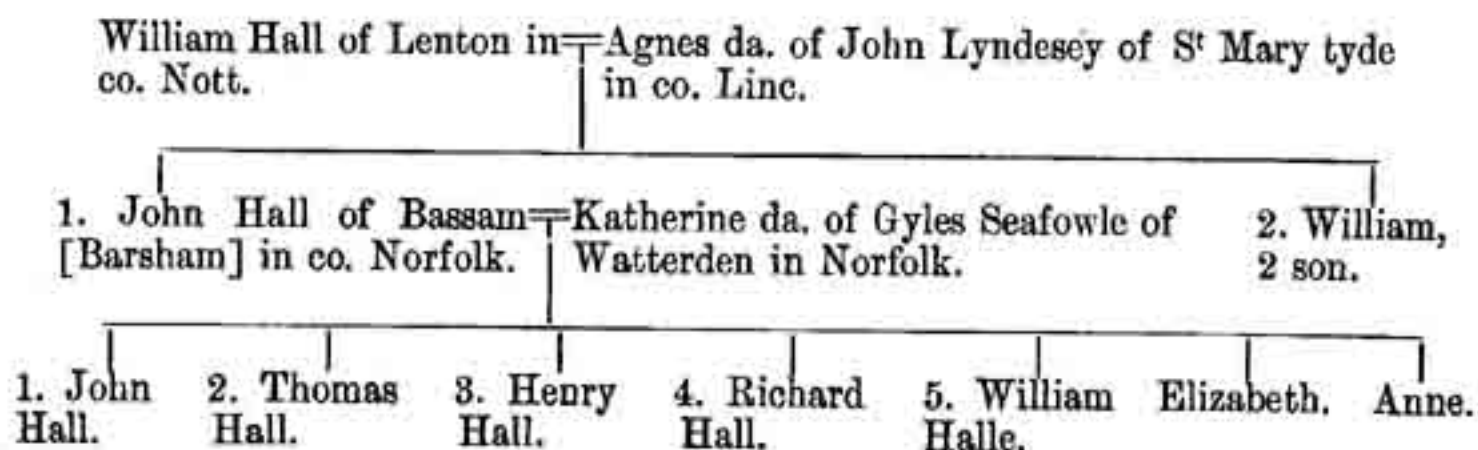 William Hall of Lenton in=Agnes da. of John Lyndesey of St Mary tyde
co. Nott. in co. Linc.
1. John Hall of Bassam=Katherine da. of Gyles Seafowle of 2. William,
[Barsham] in co. Norfolk. Watterden in Norfolk. 2 son.
1. John 2. Thomas 3. Henry 4. Richard 5. William Elizabeth. Anne.
Hall. Hall. Hall. Hall. Halle.